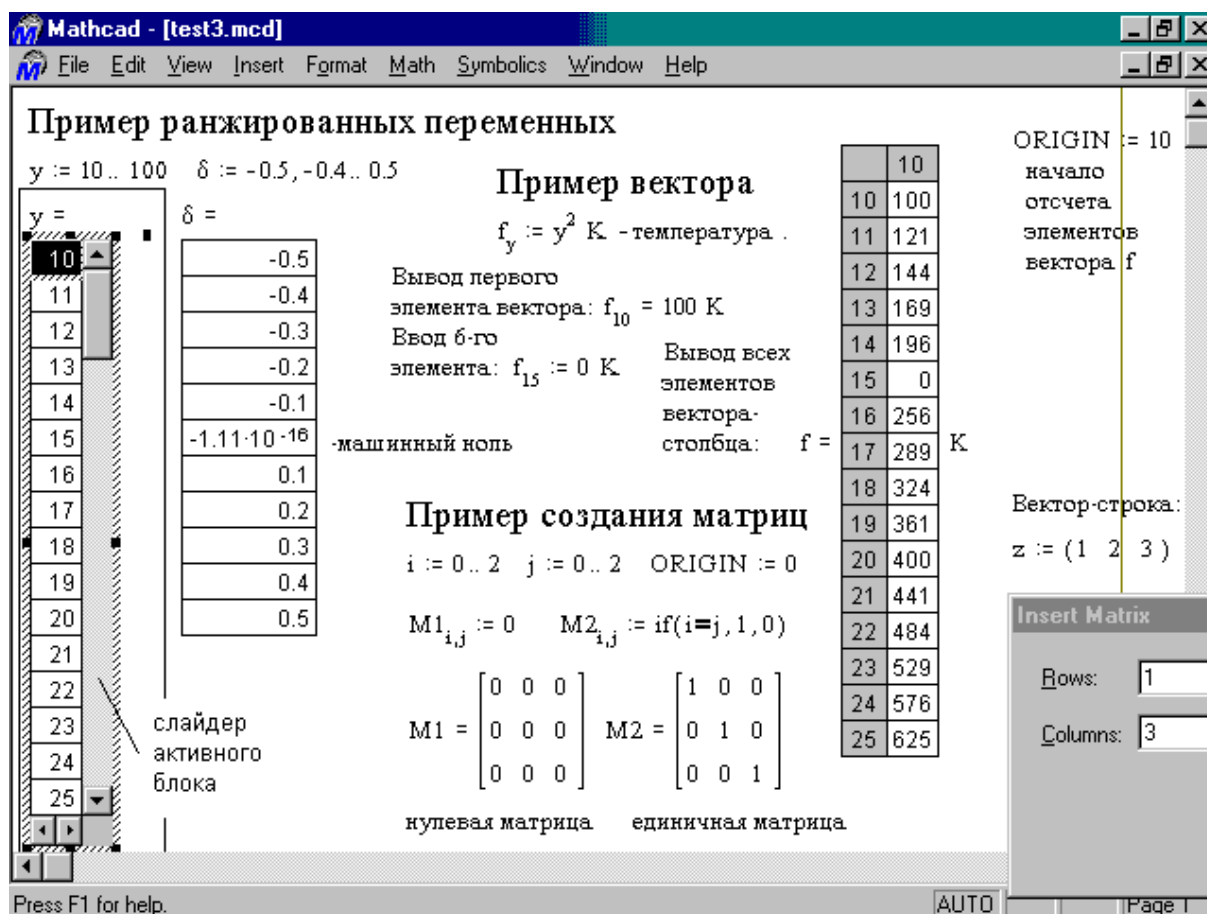 Mathcad - [test3.mcd]
File Edit View Insert Format Math Symbolics Window Help
Пример ранжированных переменных
y := 10 .. 100 δ := -0.5, -0.4 .. 0.5
y =
10
11
12
13
14
15
16
17
18
19
20
21
22
23
24
25
δ =
-0.5
-0.4
-0.3
-0.2
-0.1
-1.11·10 -16
0.1
0.2
0.3
0.4
0.5
-машинный ноль
слайдер
активного
блока
Пример вектора
f_y := y^2 K -температура .
Вывод первого
элемента вектора: f_10 = 100 K
Ввод 6-го
элемента: f_15 := 0 K
Вывод всех
элементов
вектора-
столбца: f =
10
10 100
11 121
12 144
13 169
14 196
15 0
16 256
17 289
18 324
19 361
20 400
21 441
22 484
23 529
24 576
25 625
K
ORIGIN := 10
начало
отсчета
элементов
вектора f
Пример создания матриц
i := 0 .. 2 j := 0 .. 2 ORIGIN := 0
M1_i,j := 0 M2_i,j := if(i=j, 1, 0)
M1 =
0 0 0
0 0 0
0 0 0
M2 =
1 0 0
0 1 0
0 0 1
нулевая матрица единичная матрица
Вектор-строка:
z := (1 2 3)
Insert Matrix
Rows: 1
Columns: 3
Press F1 for help.
AUTO
Page 1